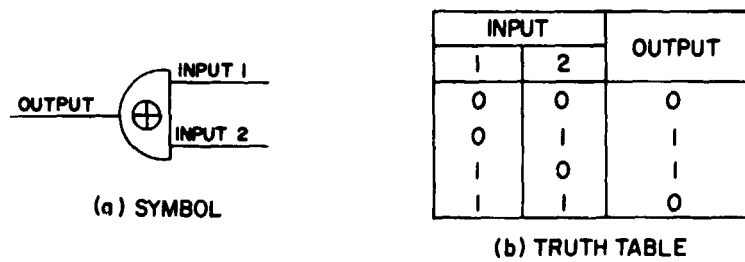 INPUT 1
OUTPUT
INPUT 2
(a) SYMBOL
INPUT OUTPUT
1 2
0 0 0
0 1 1
1 0 1
1 1 0
(b) TRUTH TABLE